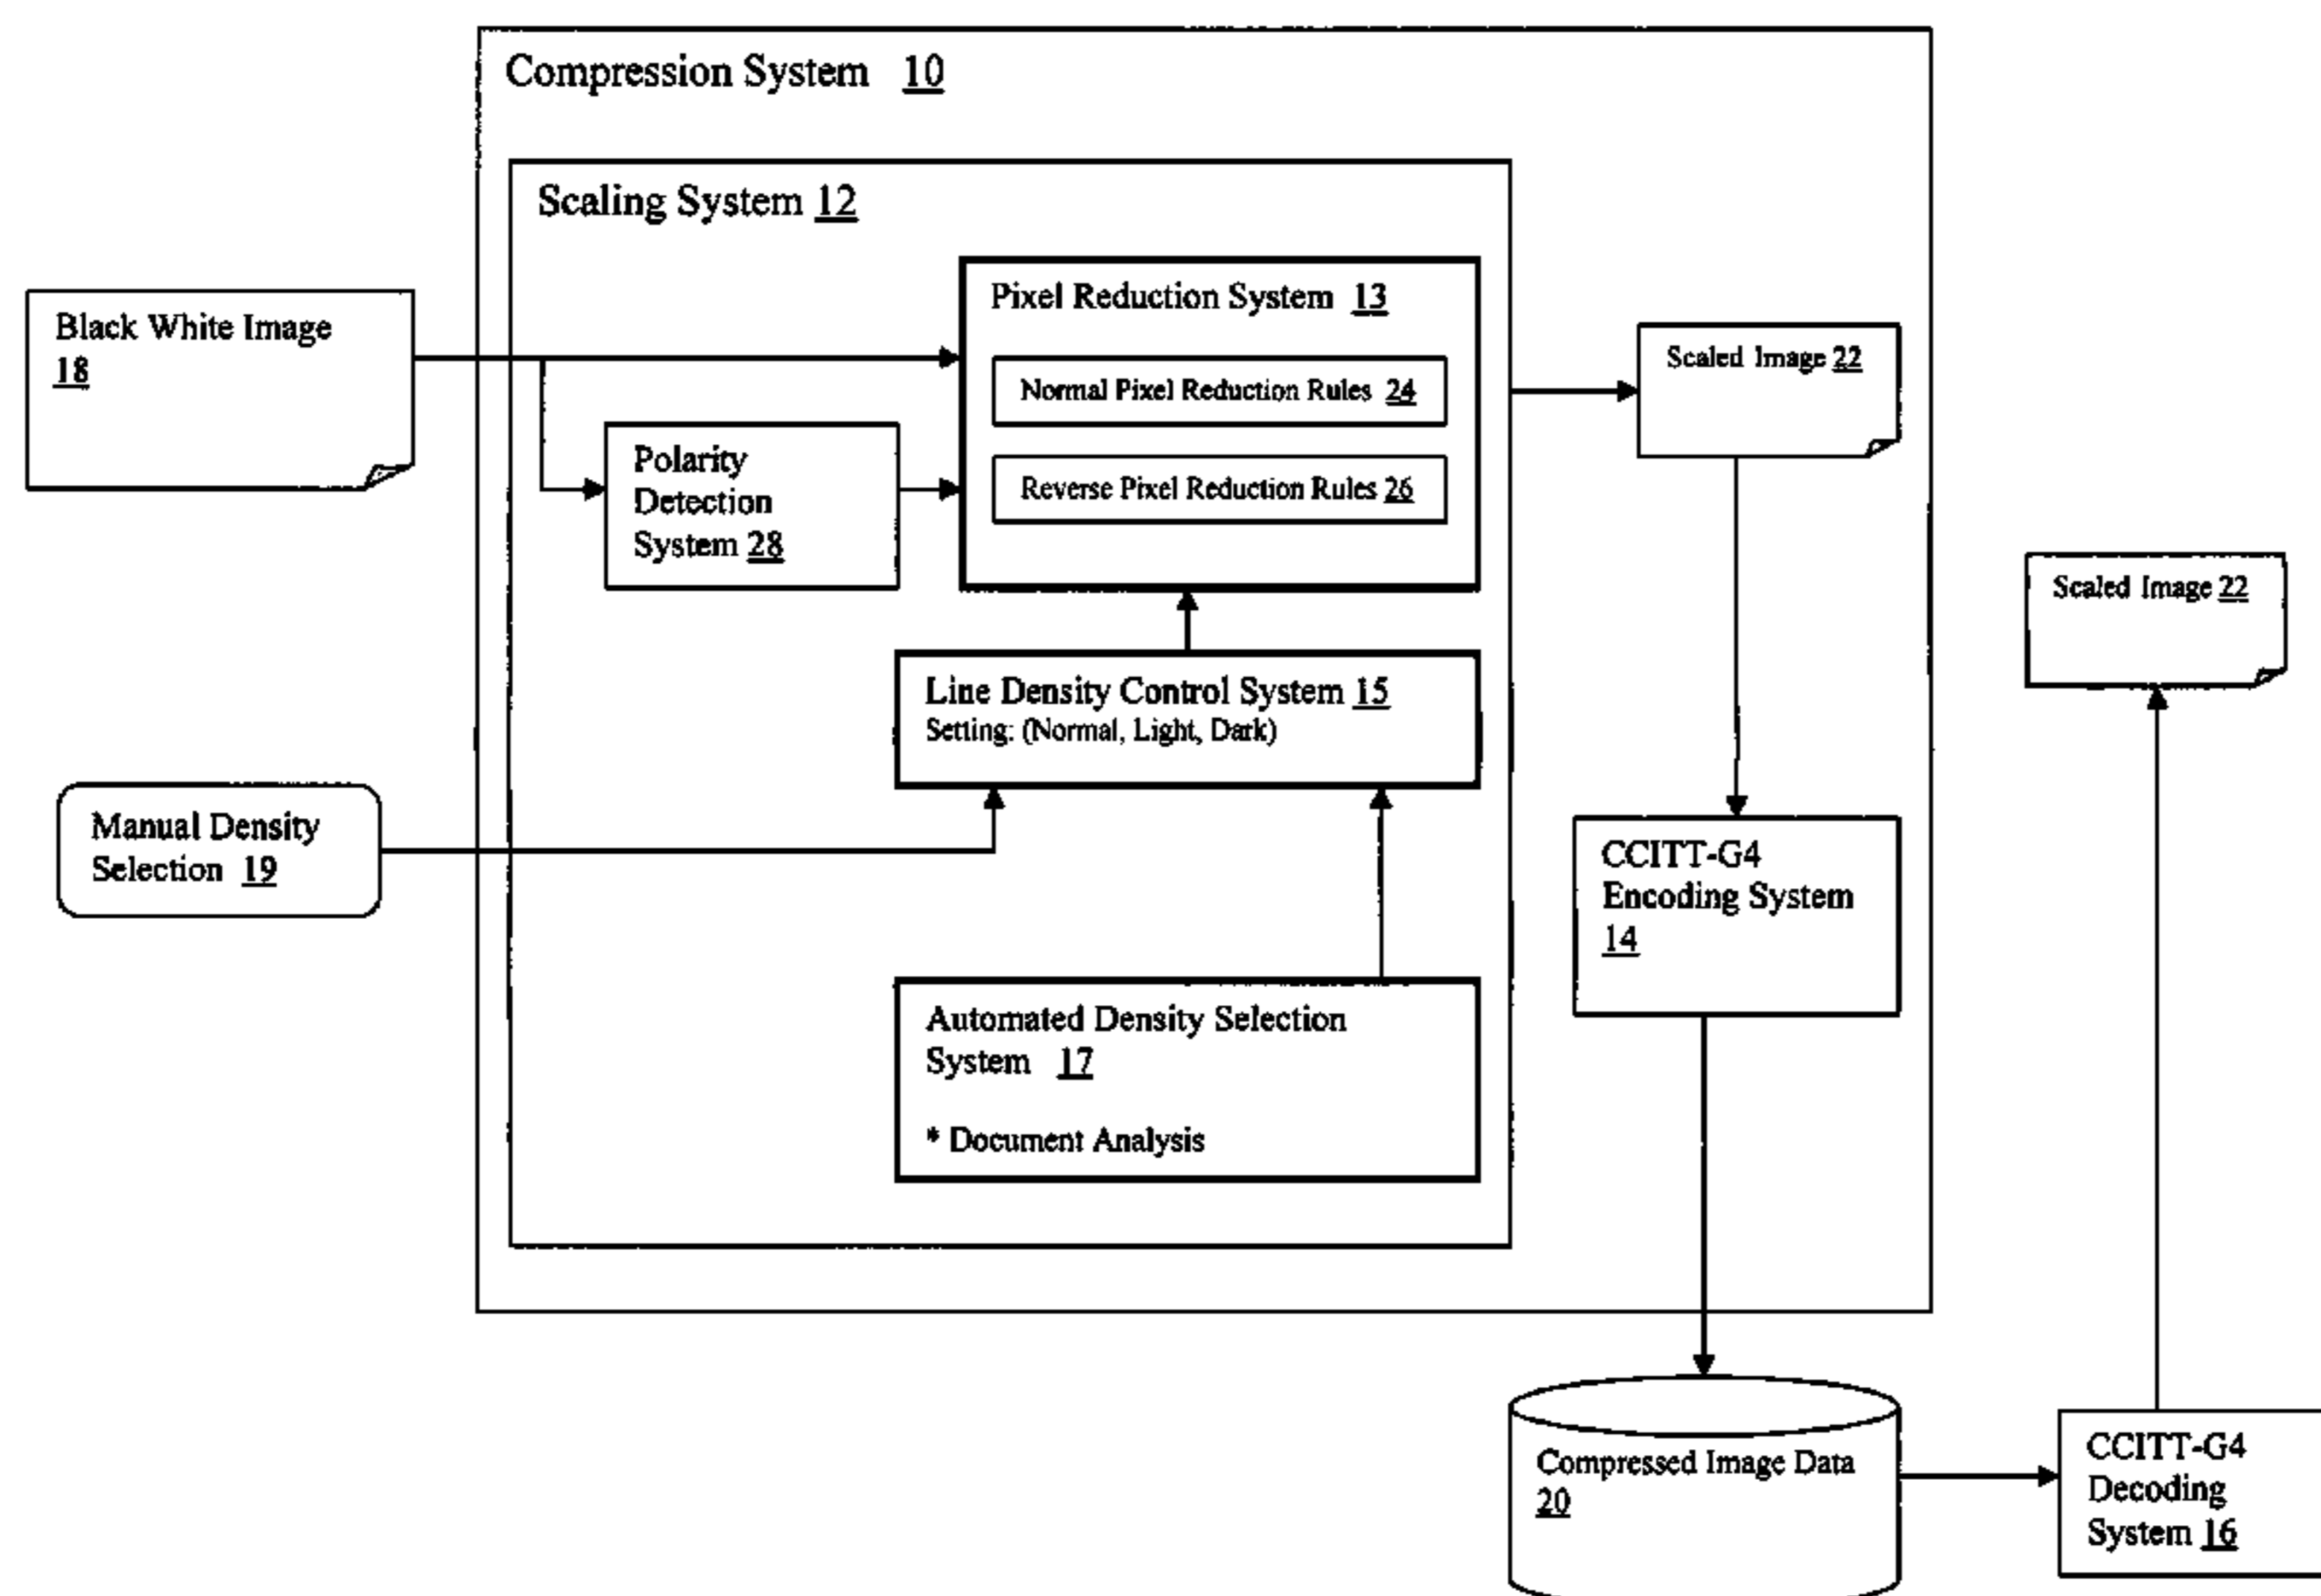 Compression System 10
Scaling System 12
Black White Image
18
Pixel Reduction System 13
Normal Pixel Reduction Rules 24
Reverse Pixel Reduction Rules 26
Polarity
Detection
System 28
Scaled Image 22
Scaled Image 22
Line Density Control System 15
Setting: (Normal, Light, Dark)
Manual Density
Selection 19
CCITT-G4
Encoding System
14
Automated Density Selection
System 17
* Document Analysis
Compressed Image Data
20
CCITT-G4
Decoding
System 16